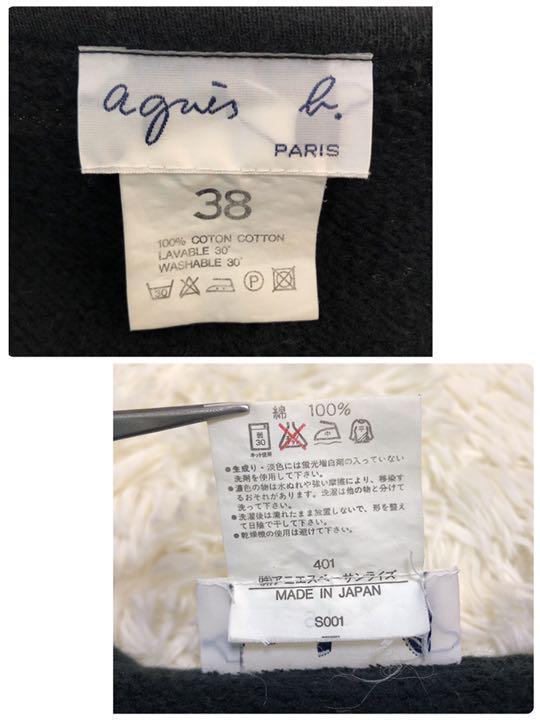 agnès b.
PARIS
38
100% COTON COTTON
LAVABLE 30°
WASHABLE 30°
30
P
綿 100%
弱
30
中
平
ネット使用
●生成り・淡色には蛍光増白剤の入っていない
洗剤を使用して下さい。
●濃色の物は水ぬれや強い摩擦により、移染す
るおそれがあります。洗濯は他の物と分けて
洗って下さい。
●洗濯後は濡れたまま放置しないで、形を整え
て日陰で干して下さい。
●乾燥機の使用は避けて下さい。
401
㈱アニエスベーサンライズ
MADE IN JAPAN
S001